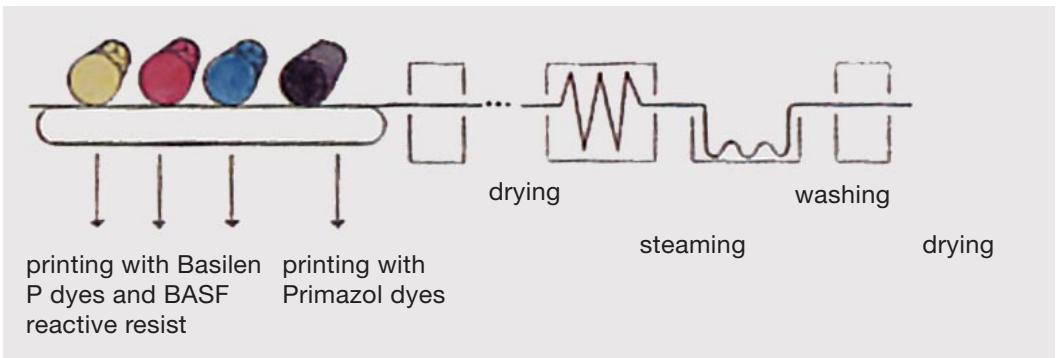 drying
washing
steaming
drying
printing with Basilen
P dyes and BASF
reactive resist
printing with
Primazol dyes